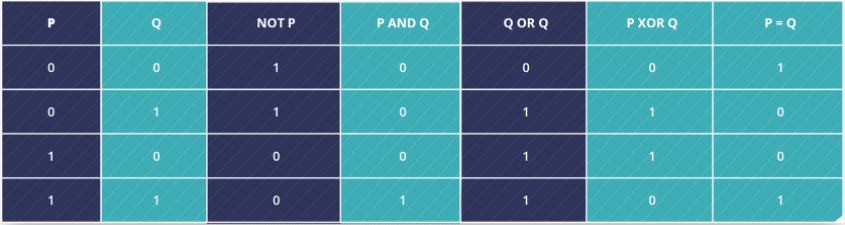 P Q NOT P P AND Q Q OR Q P XOR Q P = Q
0 0 1 0 0 0 1
0 1 1 0 1 1 0
1 0 0 0 1 1 0
1 1 0 1 1 0 1